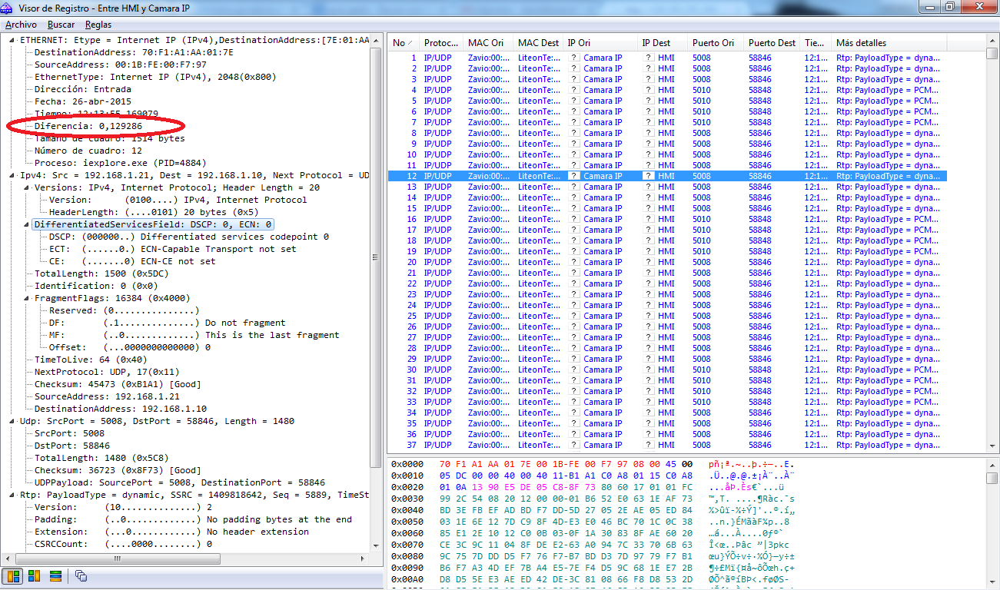 Visor de Registro - Entre HMI y Camara IP
Archivo Buscar Reglas
ETHERNET: Etype = Internet IP (IPv4),DestinationAddress:[7E:01:AA
DestinationAddress: 70:F1:A1:AA:01:7E
SourceAddress: 00:1B:FE:00:F7:97
EthernetType: Internet IP (IPv4), 2048(0x800)
Dirección: Entrada
Fecha: 26-abr-2015
Tiempo: 12:13:55,169079
Diferencia: 0,129286
Tamaño de cuadro: 1514 bytes
Número de cuadro: 12
Proceso: iexplore.exe (PID=4884)
Ipv4: Src = 192.168.1.21, Dest = 192.168.1.10, Next Protocol = UD
Versions: IPv4, Internet Protocol; Header Length = 20
Version: (0100....) IPv4, Internet Protocol
HeaderLength: (....0101) 20 bytes (0x5)
DifferentiatedServicesField: DSCP: 0, ECN: 0
DSCP: (000000..) Differentiated services codepoint 0
ECT: (......0.) ECN-Capable Transport not set
CE: (.......0) ECN-CE not set
TotalLength: 1500 (0x5DC)
Identification: 0 (0x0)
FragmentFlags: 16384 (0x4000)
Reserved: (0...............)
DF: (.1..............) Do not fragment
MF: (..0.............) This is the last fragment
Offset: (...0000000000000) 0
TimeToLive: 64 (0x40)
NextProtocol: UDP, 17(0x11)
Checksum: 45473 (0xB1A1) [Good]
SourceAddress: 192.168.1.21
DestinationAddress: 192.168.1.10
Udp: SrcPort = 5008, DstPort = 58846, Length = 1480
SrcPort: 5008
DstPort: 58846
TotalLength: 1480 (0x5C8)
Checksum: 36723 (0x8F73) [Good]
UDPPayload: SourcePort = 5008, DestinationPort = 58846
Rtp: PayloadType = dynamic, SSRC = 1409818642, Seq = 5889, TimeSt
Version: (10..............) 2
Padding: (..0.............) No padding bytes at the end
Extension: (...0............) No header extension
CSRCCount: (....0000........) 0
No Protoc... MAC Ori MAC Dest IP Ori IP Dest Puerto Ori Puerto Dest Tie... Más detalles
1 IP/UDP Zavio:00:... LiteonTe:... ? Camara IP ? HMI 5008 58846 12:1... Rtp: PayloadType = dyna...
2 IP/UDP Zavio:00:... LiteonTe:... ? Camara IP ? HMI 5008 58846 12:1... Rtp: PayloadType = dyna...
3 IP/UDP Zavio:00:... LiteonTe:... ? Camara IP ? HMI 5008 58846 12:1... Rtp: PayloadType = dyna...
4 IP/UDP Zavio:00:... LiteonTe:... ? Camara IP ? HMI 5010 58848 12:1... Rtp: PayloadType = PCM...
5 IP/UDP Zavio:00:... LiteonTe:... ? Camara IP ? HMI 5010 58848 12:1... Rtp: PayloadType = PCM...
6 IP/UDP Zavio:00:... LiteonTe:... ? Camara IP ? HMI 5010 58848 12:1... Rtp: PayloadType = PCM...
7 IP/UDP Zavio:00:... LiteonTe:... ? Camara IP ? HMI 5010 58848 12:1... Rtp: PayloadType = PCM...
8 IP/UDP Zavio:00:... LiteonTe:... ? Camara IP ? HMI 5008 58846 12:1... Rtp: PayloadType = dyna...
9 IP/UDP Zavio:00:... LiteonTe:... ? Camara IP ? HMI 5008 58846 12:1... Rtp: PayloadType = dyna...
10 IP/UDP Zavio:00:... LiteonTe:... ? Camara IP ? HMI 5008 58846 12:1... Rtp: PayloadType = dyna...
11 IP/UDP Zavio:00:... LiteonTe:... ? Camara IP ? HMI 5008 58846 12:1... Rtp: PayloadType = dyna...
12 IP/UDP Zavio:00:... LiteonTe:... ? Camara IP ? HMI 5008 58846 12:1... Rtp: PayloadType = dyna...
13 IP/UDP Zavio:00:... LiteonTe:... ? Camara IP ? HMI 5008 58846 12:1... Rtp: PayloadType = dyna...
14 IP/UDP Zavio:00:... LiteonTe:... ? Camara IP ? HMI 5008 58846 12:1... Rtp: PayloadType = dyna...
15 IP/UDP Zavio:00:... LiteonTe:... ? Camara IP ? HMI 5008 58846 12:1... Rtp: PayloadType = dyna...
16 IP/UDP Zavio:00:... LiteonTe:... ? Camara IP ? HMI 5010 58848 12:1... Rtp: PayloadType = PCM...
17 IP/UDP Zavio:00:... LiteonTe:... ? Camara IP ? HMI 5010 58848 12:1... Rtp: PayloadType = PCM...
18 IP/UDP Zavio:00:... LiteonTe:... ? Camara IP ? HMI 5010 58848 12:1... Rtp: PayloadType = PCM...
19 IP/UDP Zavio:00:... LiteonTe:... ? Camara IP ? HMI 5010 58848 12:1... Rtp: PayloadType = PCM...
20 IP/UDP Zavio:00:... LiteonTe:... ? Camara IP ? HMI 5008 58846 12:1... Rtp: PayloadType = dyna...
21 IP/UDP Zavio:00:... LiteonTe:... ? Camara IP ? HMI 5008 58846 12:1... Rtp: PayloadType = dyna...
22 IP/UDP Zavio:00:... LiteonTe:... ? Camara IP ? HMI 5008 58846 12:1... Rtp: PayloadType = dyna...
23 IP/UDP Zavio:00:... LiteonTe:... ? Camara IP ? HMI 5008 58846 12:1... Rtp: PayloadType = dyna...
24 IP/UDP Zavio:00:... LiteonTe:... ? Camara IP ? HMI 5008 58846 12:1... Rtp: PayloadType = dyna...
25 IP/UDP Zavio:00:... LiteonTe:... ? Camara IP ? HMI 5008 58846 12:1... Rtp: PayloadType = dyna...
26 IP/UDP Zavio:00:... LiteonTe:... ? Camara IP ? HMI 5008 58846 12:1... Rtp: PayloadType = dyna...
27 IP/UDP Zavio:00:... LiteonTe:... ? Camara IP ? HMI 5008 58846 12:1... Rtp: PayloadType = dyna...
28 IP/UDP Zavio:00:... LiteonTe:... ? Camara IP ? HMI 5008 58846 12:1... Rtp: PayloadType = dyna...
29 IP/UDP Zavio:00:... LiteonTe:... ? Camara IP ? HMI 5008 58846 12:1... Rtp: PayloadType = dyna...
30 IP/UDP Zavio:00:... LiteonTe:... ? Camara IP ? HMI 5010 58848 12:1... Rtp: PayloadType = PCM...
31 IP/UDP Zavio:00:... LiteonTe:... ? Camara IP ? HMI 5010 58848 12:1... Rtp: PayloadType = PCM...
32 IP/UDP Zavio:00:... LiteonTe:... ? Camara IP ? HMI 5010 58848 12:1... Rtp: PayloadType = PCM...
33 IP/UDP Zavio:00:... LiteonTe:... ? Camara IP ? HMI 5010 58848 12:1... Rtp: PayloadType = PCM...
34 IP/UDP Zavio:00:... LiteonTe:... ? Camara IP ? HMI 5008 58846 12:1... Rtp: PayloadType = dyna...
35 IP/UDP Zavio:00:... LiteonTe:... ? Camara IP ? HMI 5008 58846 12:1... Rtp: PayloadType = dyna...
36 IP/UDP Zavio:00:... LiteonTe:... ? Camara IP ? HMI 5008 58846 12:1... Rtp: PayloadType = dyna...
37 IP/UDP Zavio:00:... LiteonTe:... ? Camara IP ? HMI 5008 58846 12:1... Rtp: PayloadType = dyna...
0x0000 70 F1 A1 AA 01 7E 00 1B-FE 00 F7 97 08 00 45 00 pñ¡ª.~..þ.÷—..E.
0x0010 05 DC 00 00 40 00 40 11-B1 A1 C0 A8 01 15 C0 A8 .Ü..@.@.±¡À¨..À¨
0x0020 01 0A 13 90 E5 DE 05 C8-8F 73 80 60 17 01 01 FC ...åÞ.Ès€`...ü
0x0030 99 2C 54 08 20 12 00 00-01 B6 52 E0 63 1E AF 73 ™,T. ....¶Ràc.¯s
0x0040 BD 3E FB EF AD BD F7 DD-5D 27 05 2E AE 05 ED 84 ½>ûï-½÷Ý]'..®.í„
0x0050 03 1E 6E 12 7D C9 8F 4D-E3 E0 46 BC 70 1C 0C 38 ..n.}ÉMãàF¼p..8
0x0060 85 E1 2E 10 12 C0 0B 03-0F 1A 30 83 8F AE 60 20 …á...À....0ƒ®`
0x0070 CE 3C 9C 11 04 8F DE E2-63 A0 94 7C 33 70 6B 63 Î<œ..Þâc ”|3pkc
0x0080 9C 75 7D DD D5 F7 76 F7-B7 BD D3 7D 97 79 F7 B1 œu}ÝÕ÷v÷·½Ó}—y÷±
0x0090 B6 F7 A3 4D EF 7B A4 E5-7E F4 D5 9C 68 1E E7 2B ¶÷£Mï{¤å~ôÕœh.ç+
0x00A0 D8 D5 5E E3 AE ED 42 DE-3C 81 08 66 F8 D8 53 2D ØÕ^ã®íBÞ<.føØS-